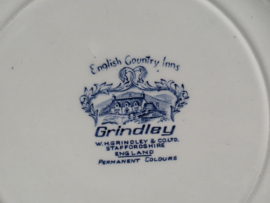 English Country Inns
Grindley
W.H.GRINDLEY & CO.LTD.
STAFFORDSHIRE
ENGLAND
PERMANENT COLOURS